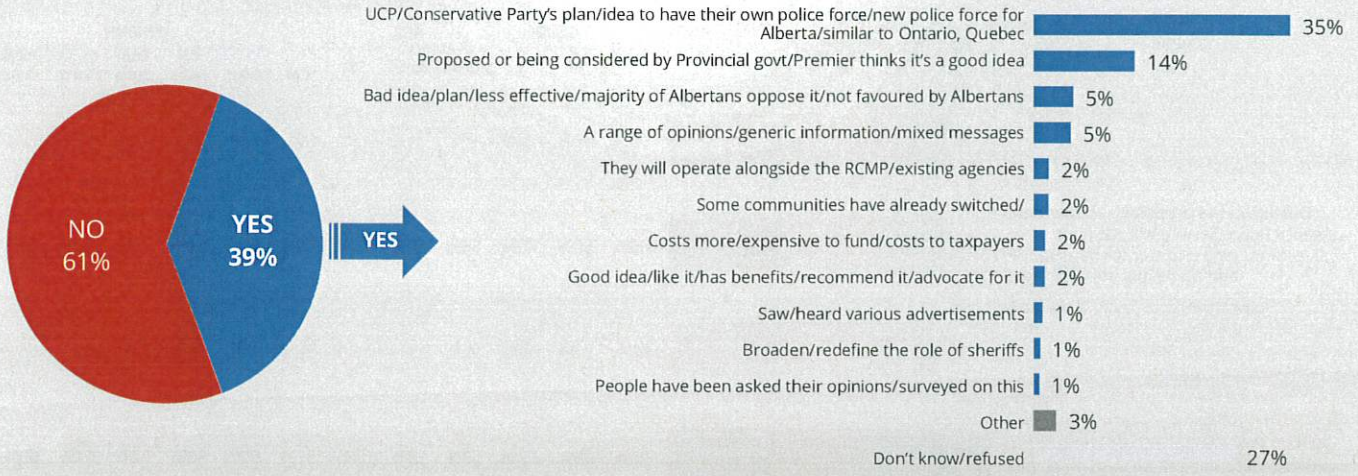 NO
61%
YES
39%
YES
UCP/Conservative Party's plan/idea to have their own police force/new police force for
Alberta/similar to Ontario, Quebec
35%
Proposed or being considered by Provincial govt/Premier thinks it's a good idea
14%
Bad idea/plan/less effective/majority of Albertans oppose it/not favoured by Albertans
5%
A range of opinions/generic information/mixed messages
5%
They will operate alongside the RCMP/existing agencies
2%
Some communities have already switched/
2%
Costs more/expensive to fund/costs to taxpayers
2%
Good idea/like it/has benefits/recommend it/advocate for it
2%
Saw/heard various advertisements
1%
Broaden/redefine the role of sheriffs
1%
People have been asked their opinions/surveyed on this
1%
Other
3%
Don't know/refused
27%